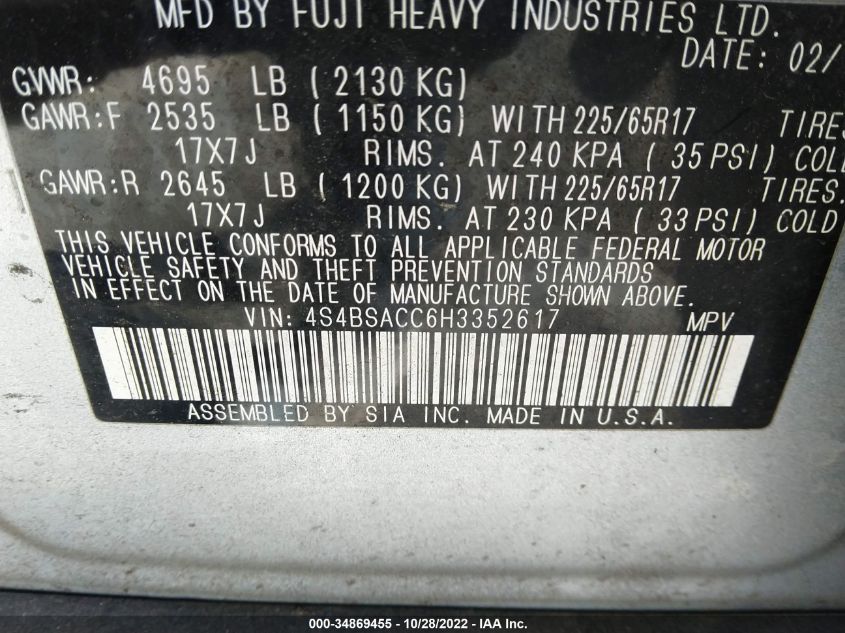 MFD BY FUJI HEAVY INDUSTRIES LTD.
DATE: 02/
GVWR: 4695 LB ( 2130 KG)
GAWR:F 2535 LB ( 1150 KG) WITH 225/65R17 TIRES
17X7J RIMS. AT 240 KPA ( 35 PSI) COLD
GAWR:R 2645 LB ( 1200 KG) WITH 225/65R17 TIRES.
17X7J RIMS. AT 230 KPA ( 33 PSI) COLD
THIS VEHICLE CONFORMS TO ALL APPLICABLE FEDERAL MOTOR
VEHICLE SAFETY AND THEFT PREVENTION STANDARDS
IN EFFECT ON THE DATE OF MANUFACTURE SHOWN ABOVE.
VIN: 4S4BSACC6H3352617 MPV
ASSEMBLED BY SIA INC. MADE IN U.S.A.
000-34869455 - 10/28/2022 - IAA Inc.